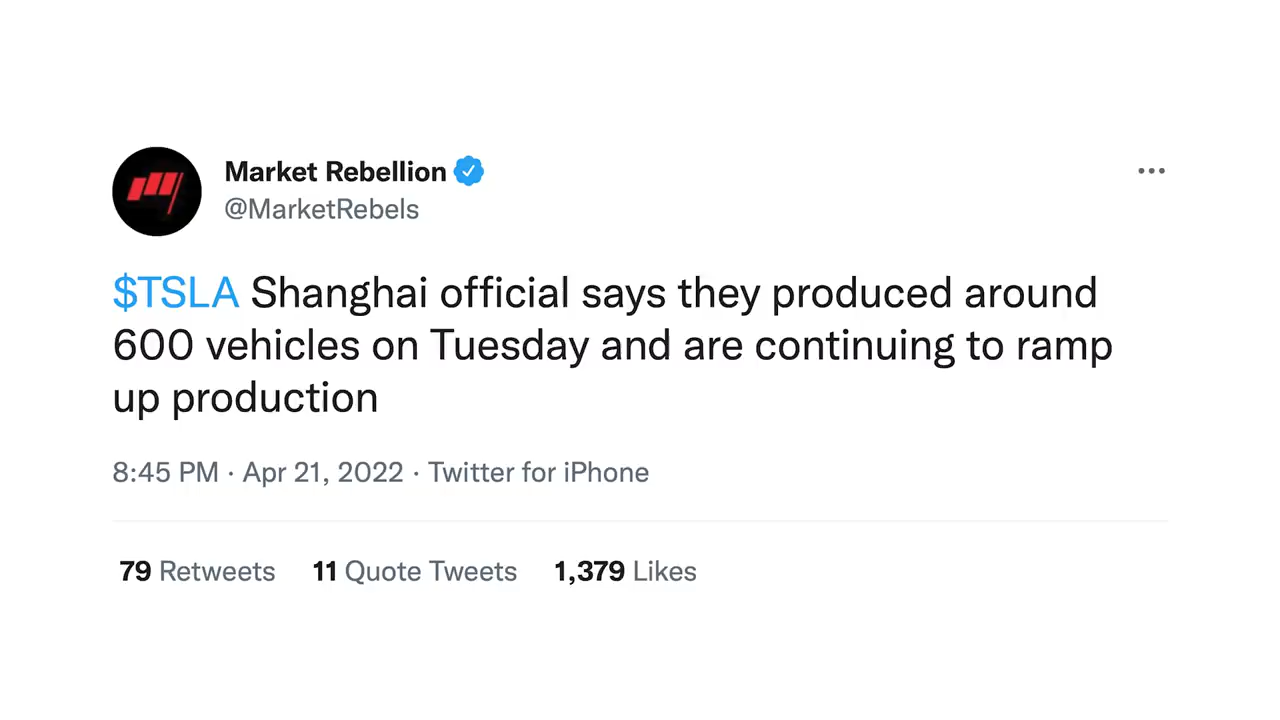 Market Rebellion
@MarketRebels
$TSLA Shanghai official says they produced around
600 vehicles on Tuesday and are continuing to ramp
up production
8:45 PM · Apr 21, 2022 · Twitter for iPhone
79 Retweets 11 Quote Tweets 1,379 Likes